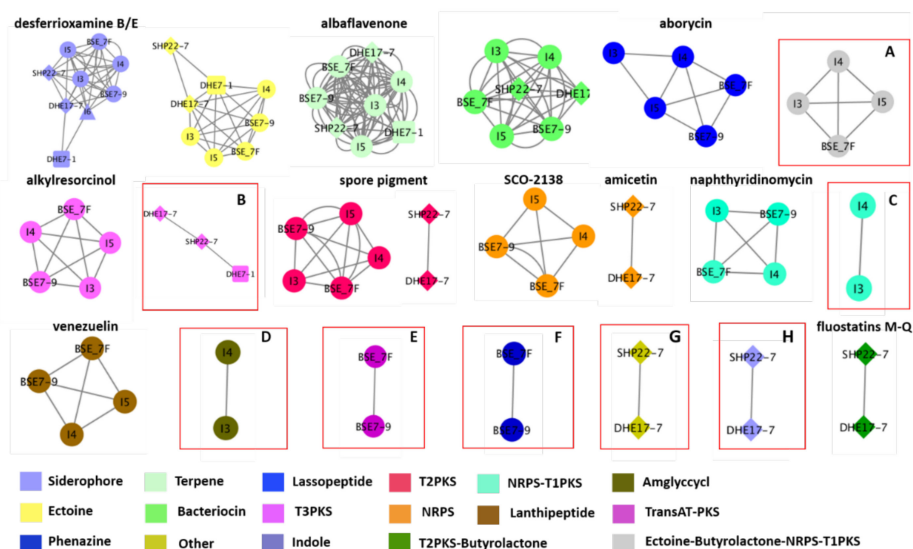 desferrioxamine B/E
albaflavenone
aborycin
I5
BSE_7F
SHP22-7
I4
I3
DHE17-7
BSE7-9
I6
DHE7-1
SHP22-7
DHE7-1
DHE17-7
I4
BSE7-9
I3
I5
BSE_7F
DHE17-7
BSE_7F
I4
BSE7-9
I3
SHP22-7
I5
DHE7-1
I3
I4
SHP22-7
DHE17
BSE_7F
I5
BSE7-9
I3
I4
BSE_7F
I5
BSE7-9
A
I4
I3
I5
BSE_7F
alkylresorcinol
spore pigment
SCO-2138
amicetin
naphthyridinomycin
BSE_7F
I4
I5
BSE7-9
I3
B
DHE17-7
SHP22-7
DHE7-1
I5
BSE7-9
I4
I3
BSE_7F
SHP22-7
DHE17-7
I5
I4
BSE7-9
BSE_7F
SHP22-7
DHE17-7
I3
BSE7-9
BSE_7F
I4
C
I4
I3
venezuelin
fluostatins M-Q
BSE_7F
BSE7-9
I5
I4
D
I4
I3
E
BSE_7F
BSE7-9
F
BSE_7F
BSE7-9
G
SHP22-7
DHE17-7
H
SHP22-7
DHE17-7
SHP22-7
DHE17-7
Siderophore
Terpene
Lassopeptide
T2PKS
NRPS-T1PKS
Amglyccycl
Ectoine
Bacteriocin
T3PKS
NRPS
Lanthipeptide
TransAT-PKS
Phenazine
Other
Indole
T2PKS-Butyrolactone
Ectoine-Butyrolactone-NRPS-T1PKS